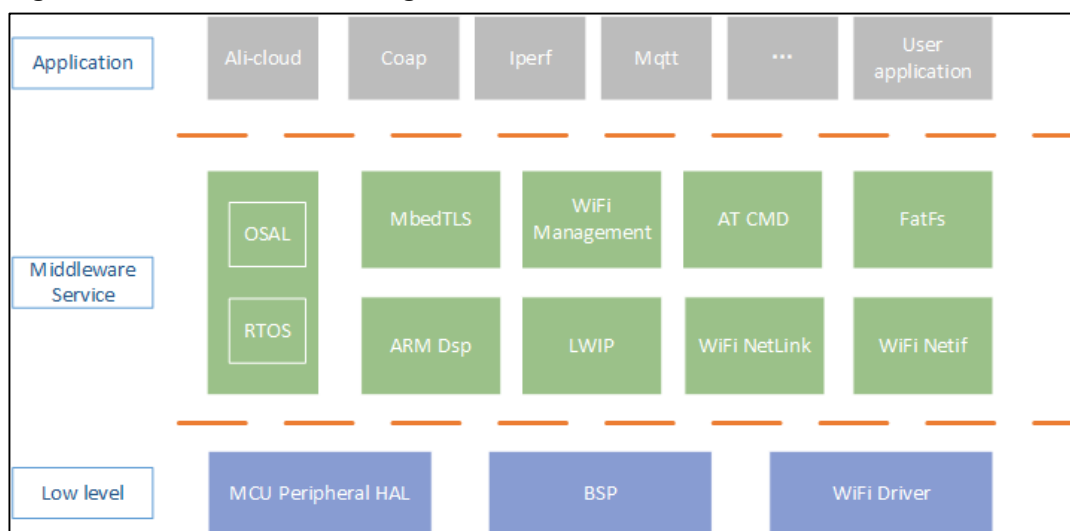 Application
Ali-cloud
Coap
Iperf
Mqtt
...
User
application
Middleware
Service
OSAL
RTOS
MbedTLS
WiFi
Management
AT CMD
FatFs
ARM Dsp
LWIP
WiFi NetLink
WiFi Netif
Low level
MCU Peripheral HAL
BSP
WiFi Driver